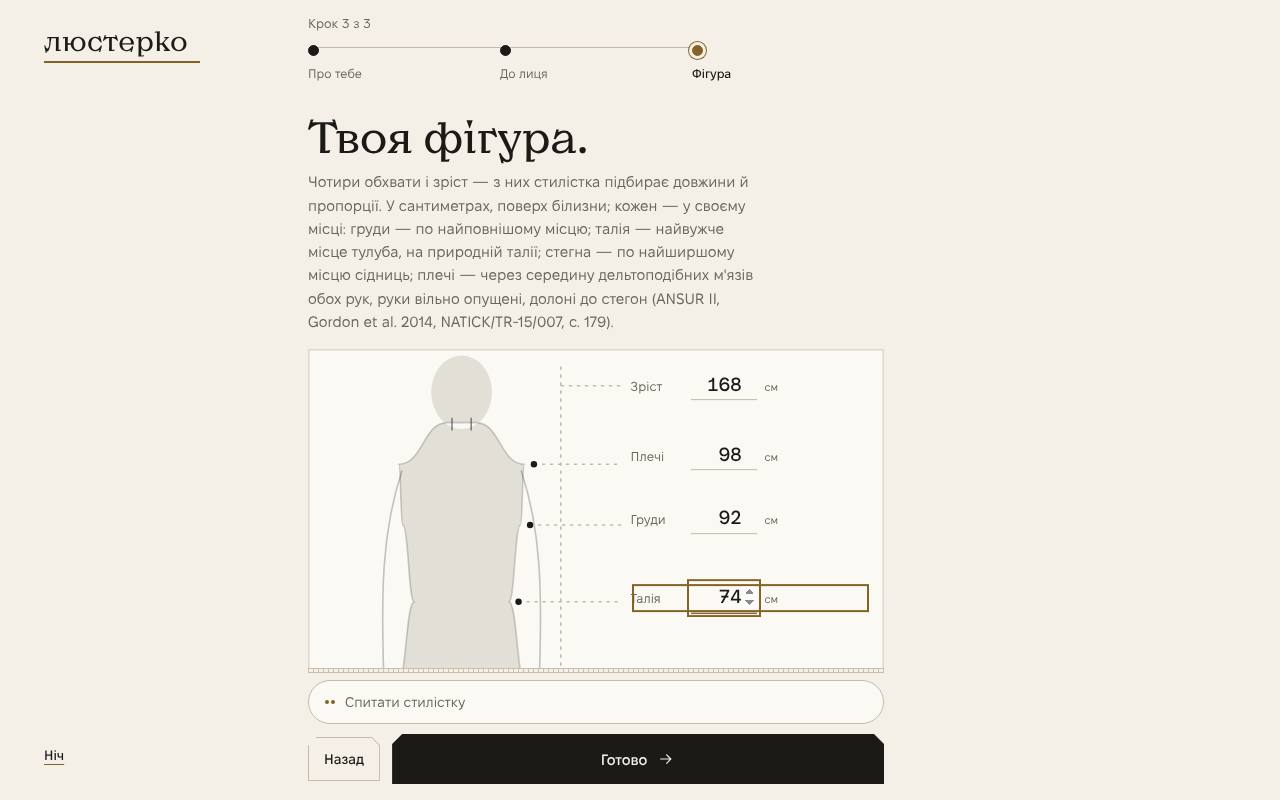 люстерко
Крок 3 з 3
Про тебе
До лиця
Фігура
Твоя фігура.
Чотири обхвати і зріст — з них стилістка підбирає довжини й
пропорції. У сантиметрах, поверх білизни; кожен — у своєму
місці: груди — по найповнішому місцю; талія — найвужче
місце тулуба, на природній талії; стегна — по найширшому
місцю сідниць; плечі — через середину дельтоподібних м'язів
обох рук, руки вільно опущені, долоні до стегон (ANSUR II,
Gordon et al. 2014, NATICK/TR-15/007, с. 179).
Зріст 168 см
Плечі 98 см
Груди 92 см
Талія 74 см
Спитати стилістку
Ніч
Назад
Готово →